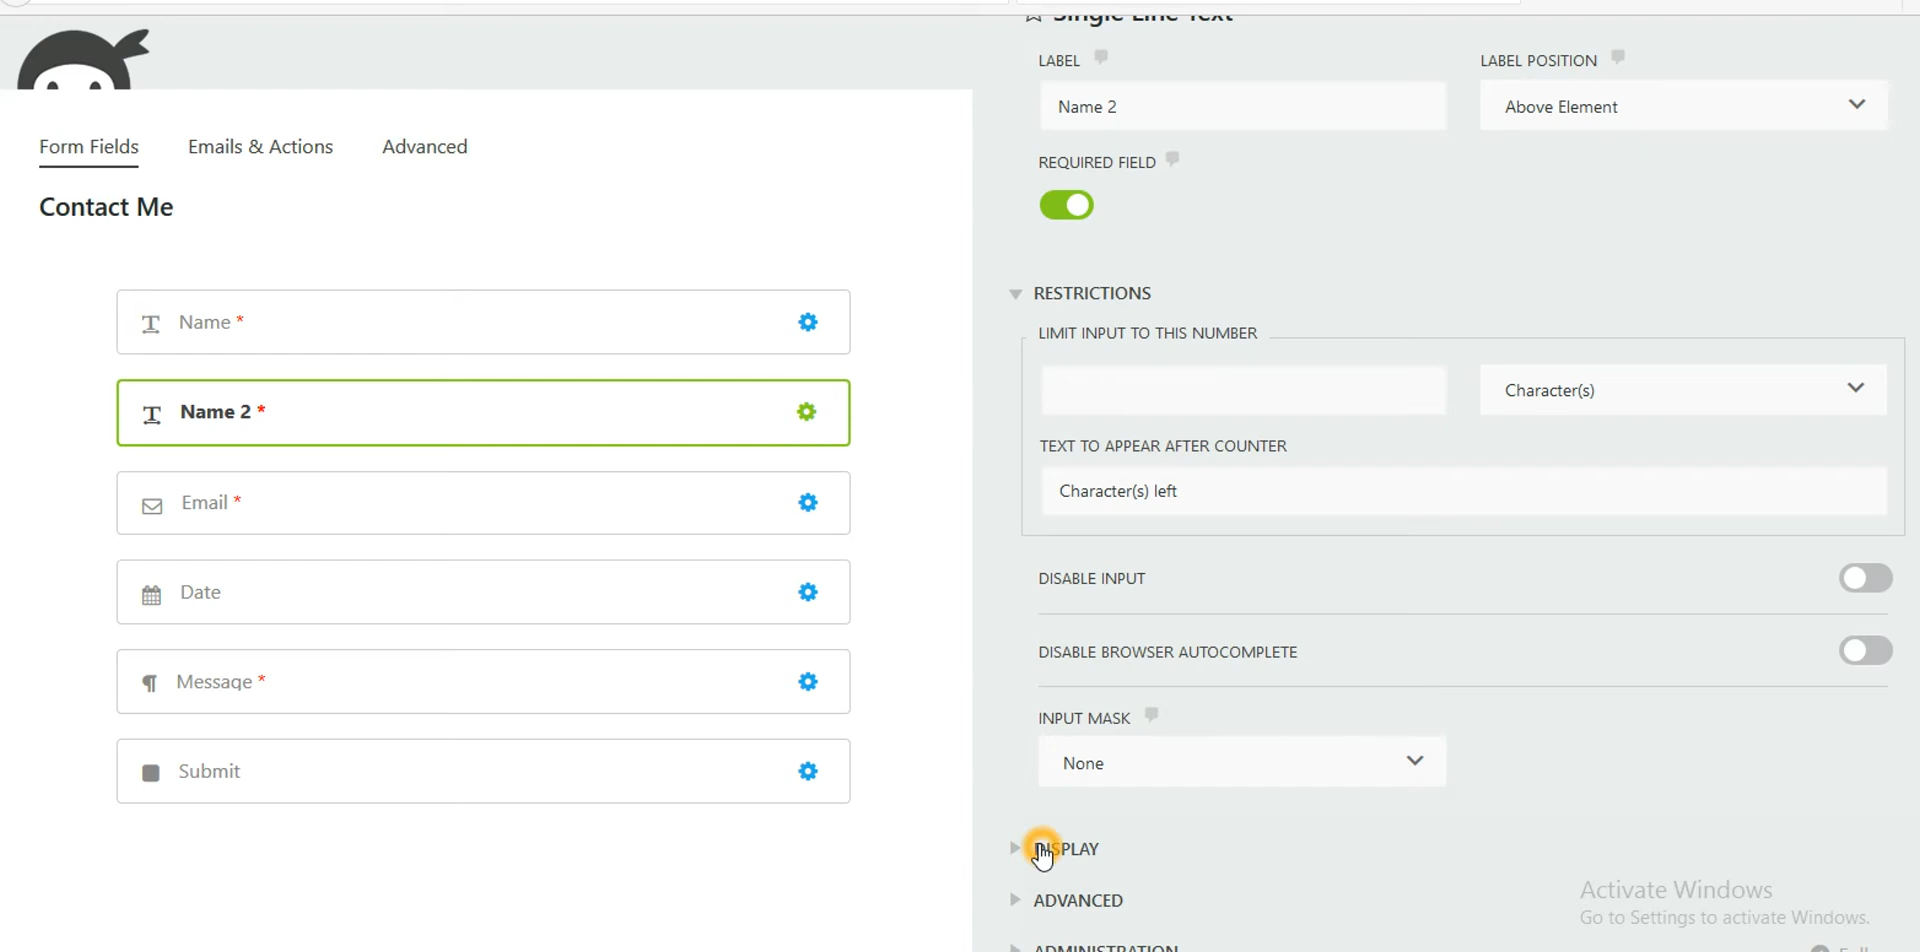 Single Line Text
LABEL
LABEL POSITION
Name 2
Above Element
REQUIRED FIELD
Form Fields
Emails & Actions
Advanced
Contact Me
Name *
Name 2 *
Email *
Date
Message *
Submit
RESTRICTIONS
LIMIT INPUT TO THIS NUMBER
Character(s)
TEXT TO APPEAR AFTER COUNTER
Character(s) left
DISABLE INPUT
DISABLE BROWSER AUTOCOMPLETE
INPUT MASK
None
DISPLAY
ADVANCED
ADMINISTRATION
Activate Windows
Go to Settings to activate Windows.